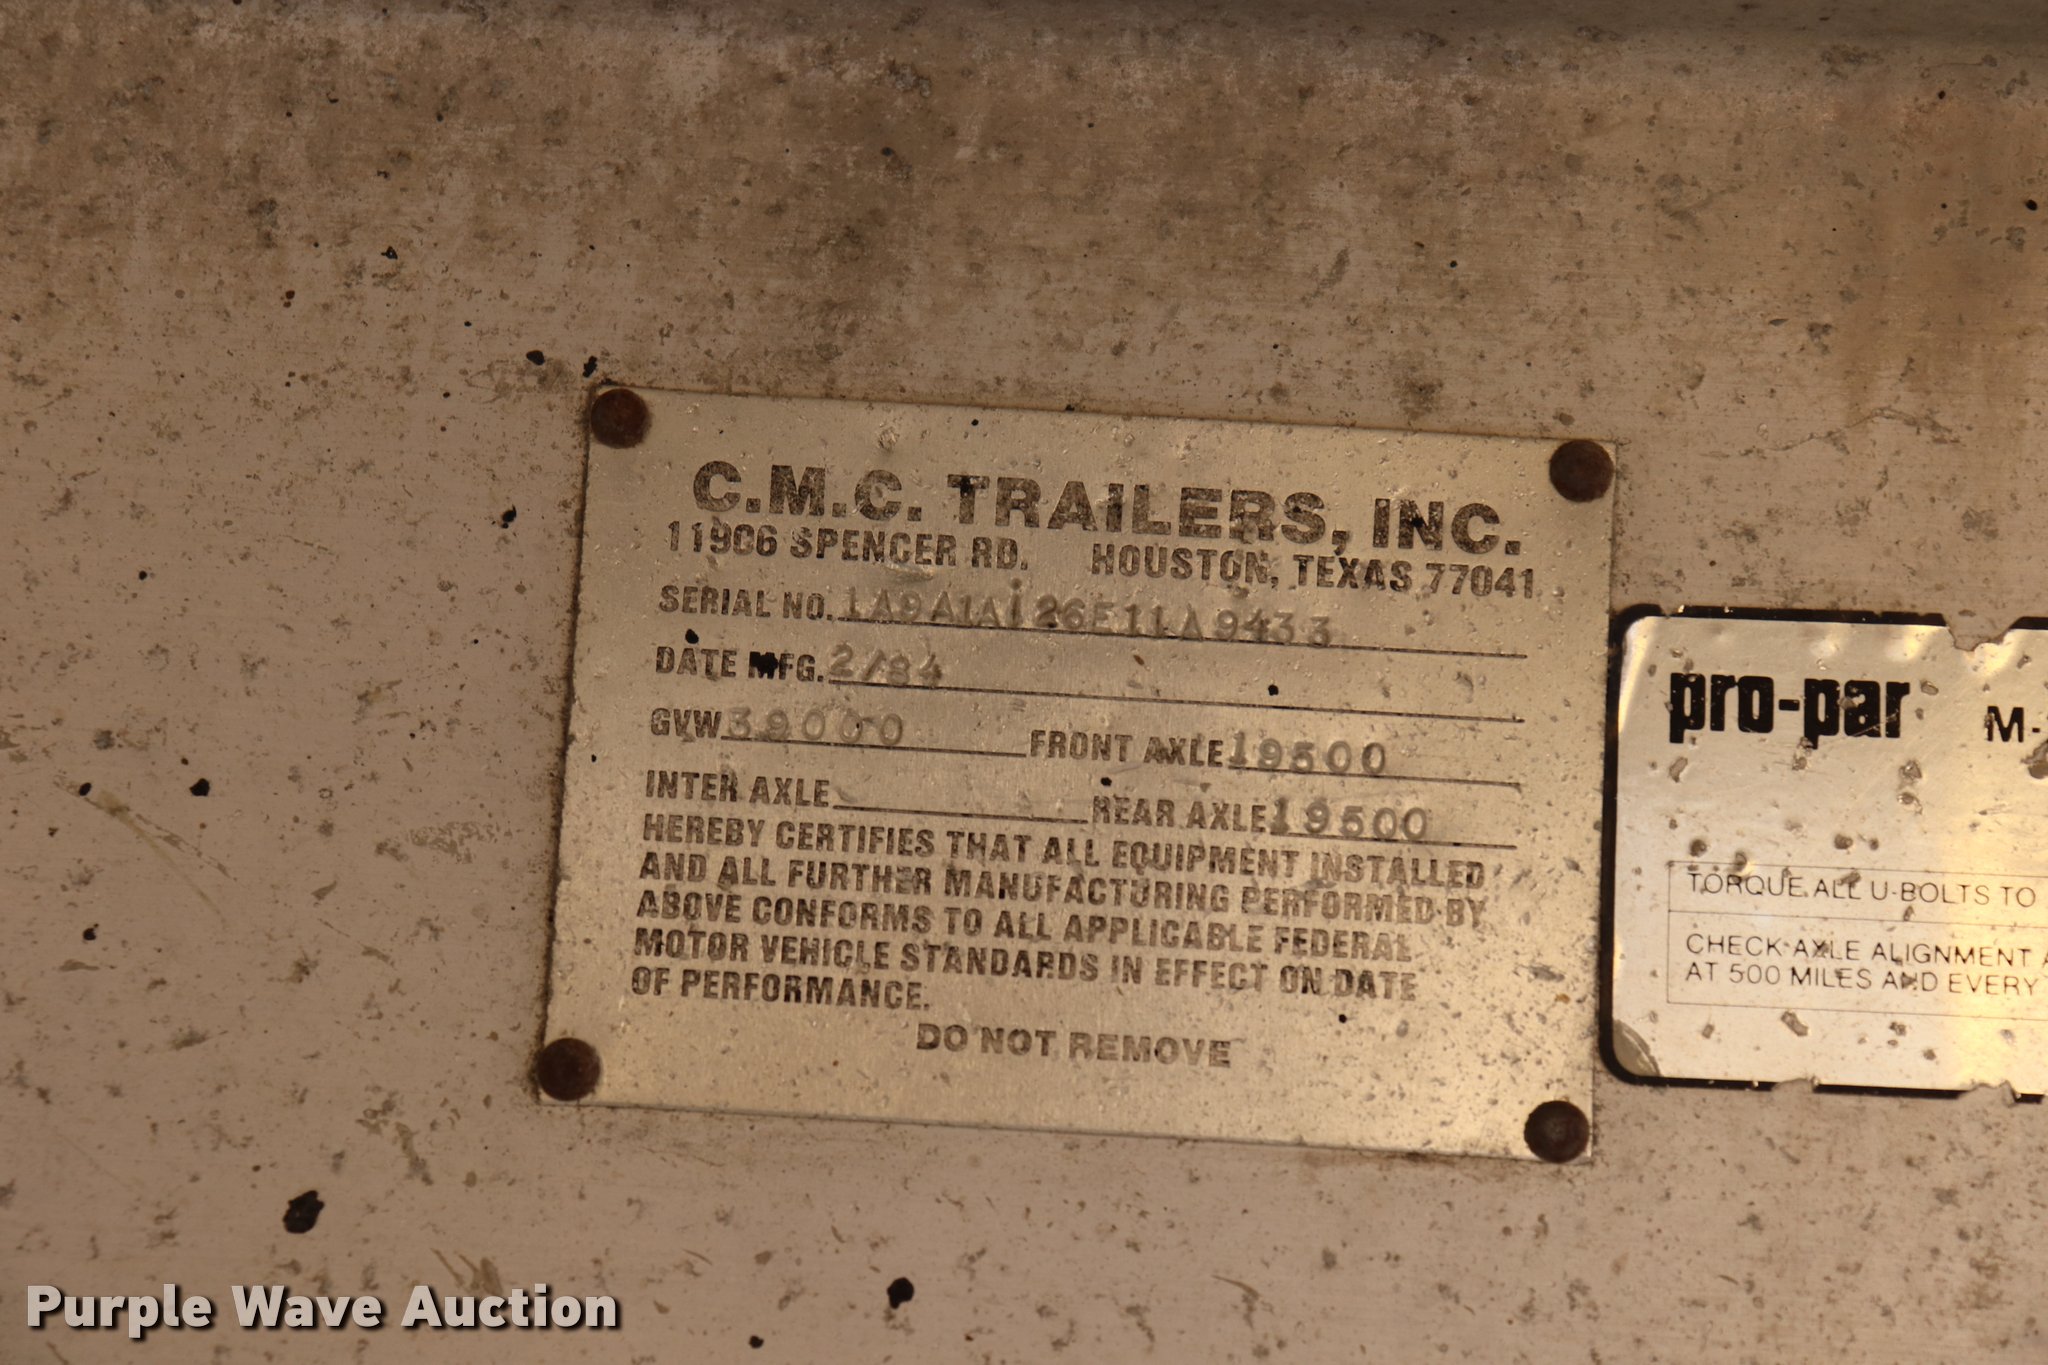 C.M.C. TRAILERS, INC.
11906 SPENCER RD. HOUSTON, TEXAS 77041
SERIAL NO. 1A9A1A126E11A9433
DATE MFG. 2/84
GVW 39000 FRONT AXLE 19500
INTER AXLE REAR AXLE 19500
HEREBY CERTIFIES THAT ALL EQUIPMENT INSTALLED
AND ALL FURTHER MANUFACTURING PERFORMED BY
ABOVE CONFORMS TO ALL APPLICABLE FEDERAL
MOTOR VEHICLE STANDARDS IN EFFECT ON DATE
OF PERFORMANCE.
DO NOT REMOVE
pro-par M-
TORQUE ALL U-BOLTS TO
CHECK AXLE ALIGNMENT
AT 500 MILES AND EVERY
Purple Wave Auction